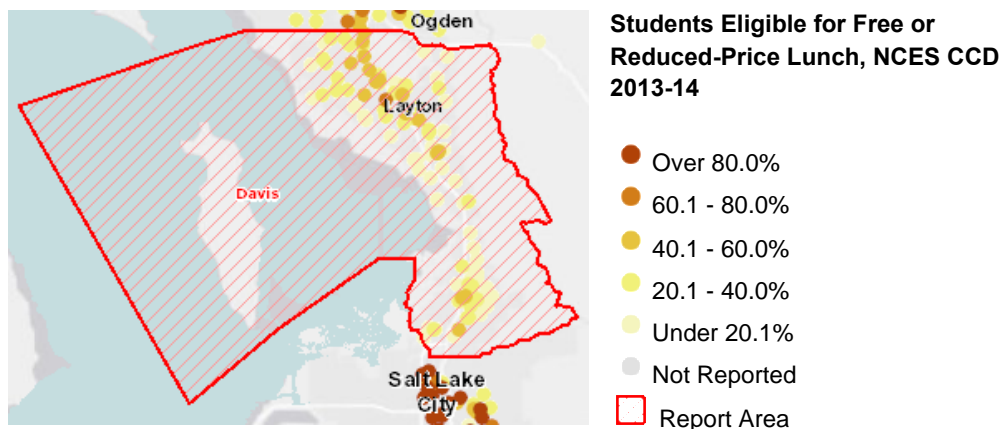 Ogden
Layton
Davis
Salt Lake
City
Students Eligible for Free or
Reduced-Price Lunch, NCES CCD
2013-14
Over 80.0%
60.1 - 80.0%
40.1 - 60.0%
20.1 - 40.0%
Under 20.1%
Not Reported
Report Area